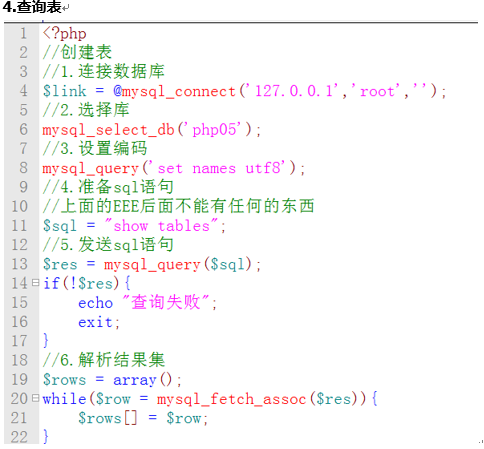 4.查询表
1 <?php
2 //创建表
3 //1.连接数据库
4 $link = @mysql_connect('127.0.0.1','root','');
5 //2.选择库
6 mysql_select_db('php05');
7 //3.设置编码
8 mysql_query('set names utf8');
9 //4.准备sql语句
10 //上面的EEE后面不能有任何的东西
11 $sql = "show tables";
12 //5.发送sql语句
13 $res = mysql_query($sql);
14 if(!$res){
15     echo "查询失败";
16     exit;
17 }
18 //6.解析结果集
19 $rows = array();
20 while($row = mysql_fetch_assoc($res)){
21     $rows[] = $row;
22 }